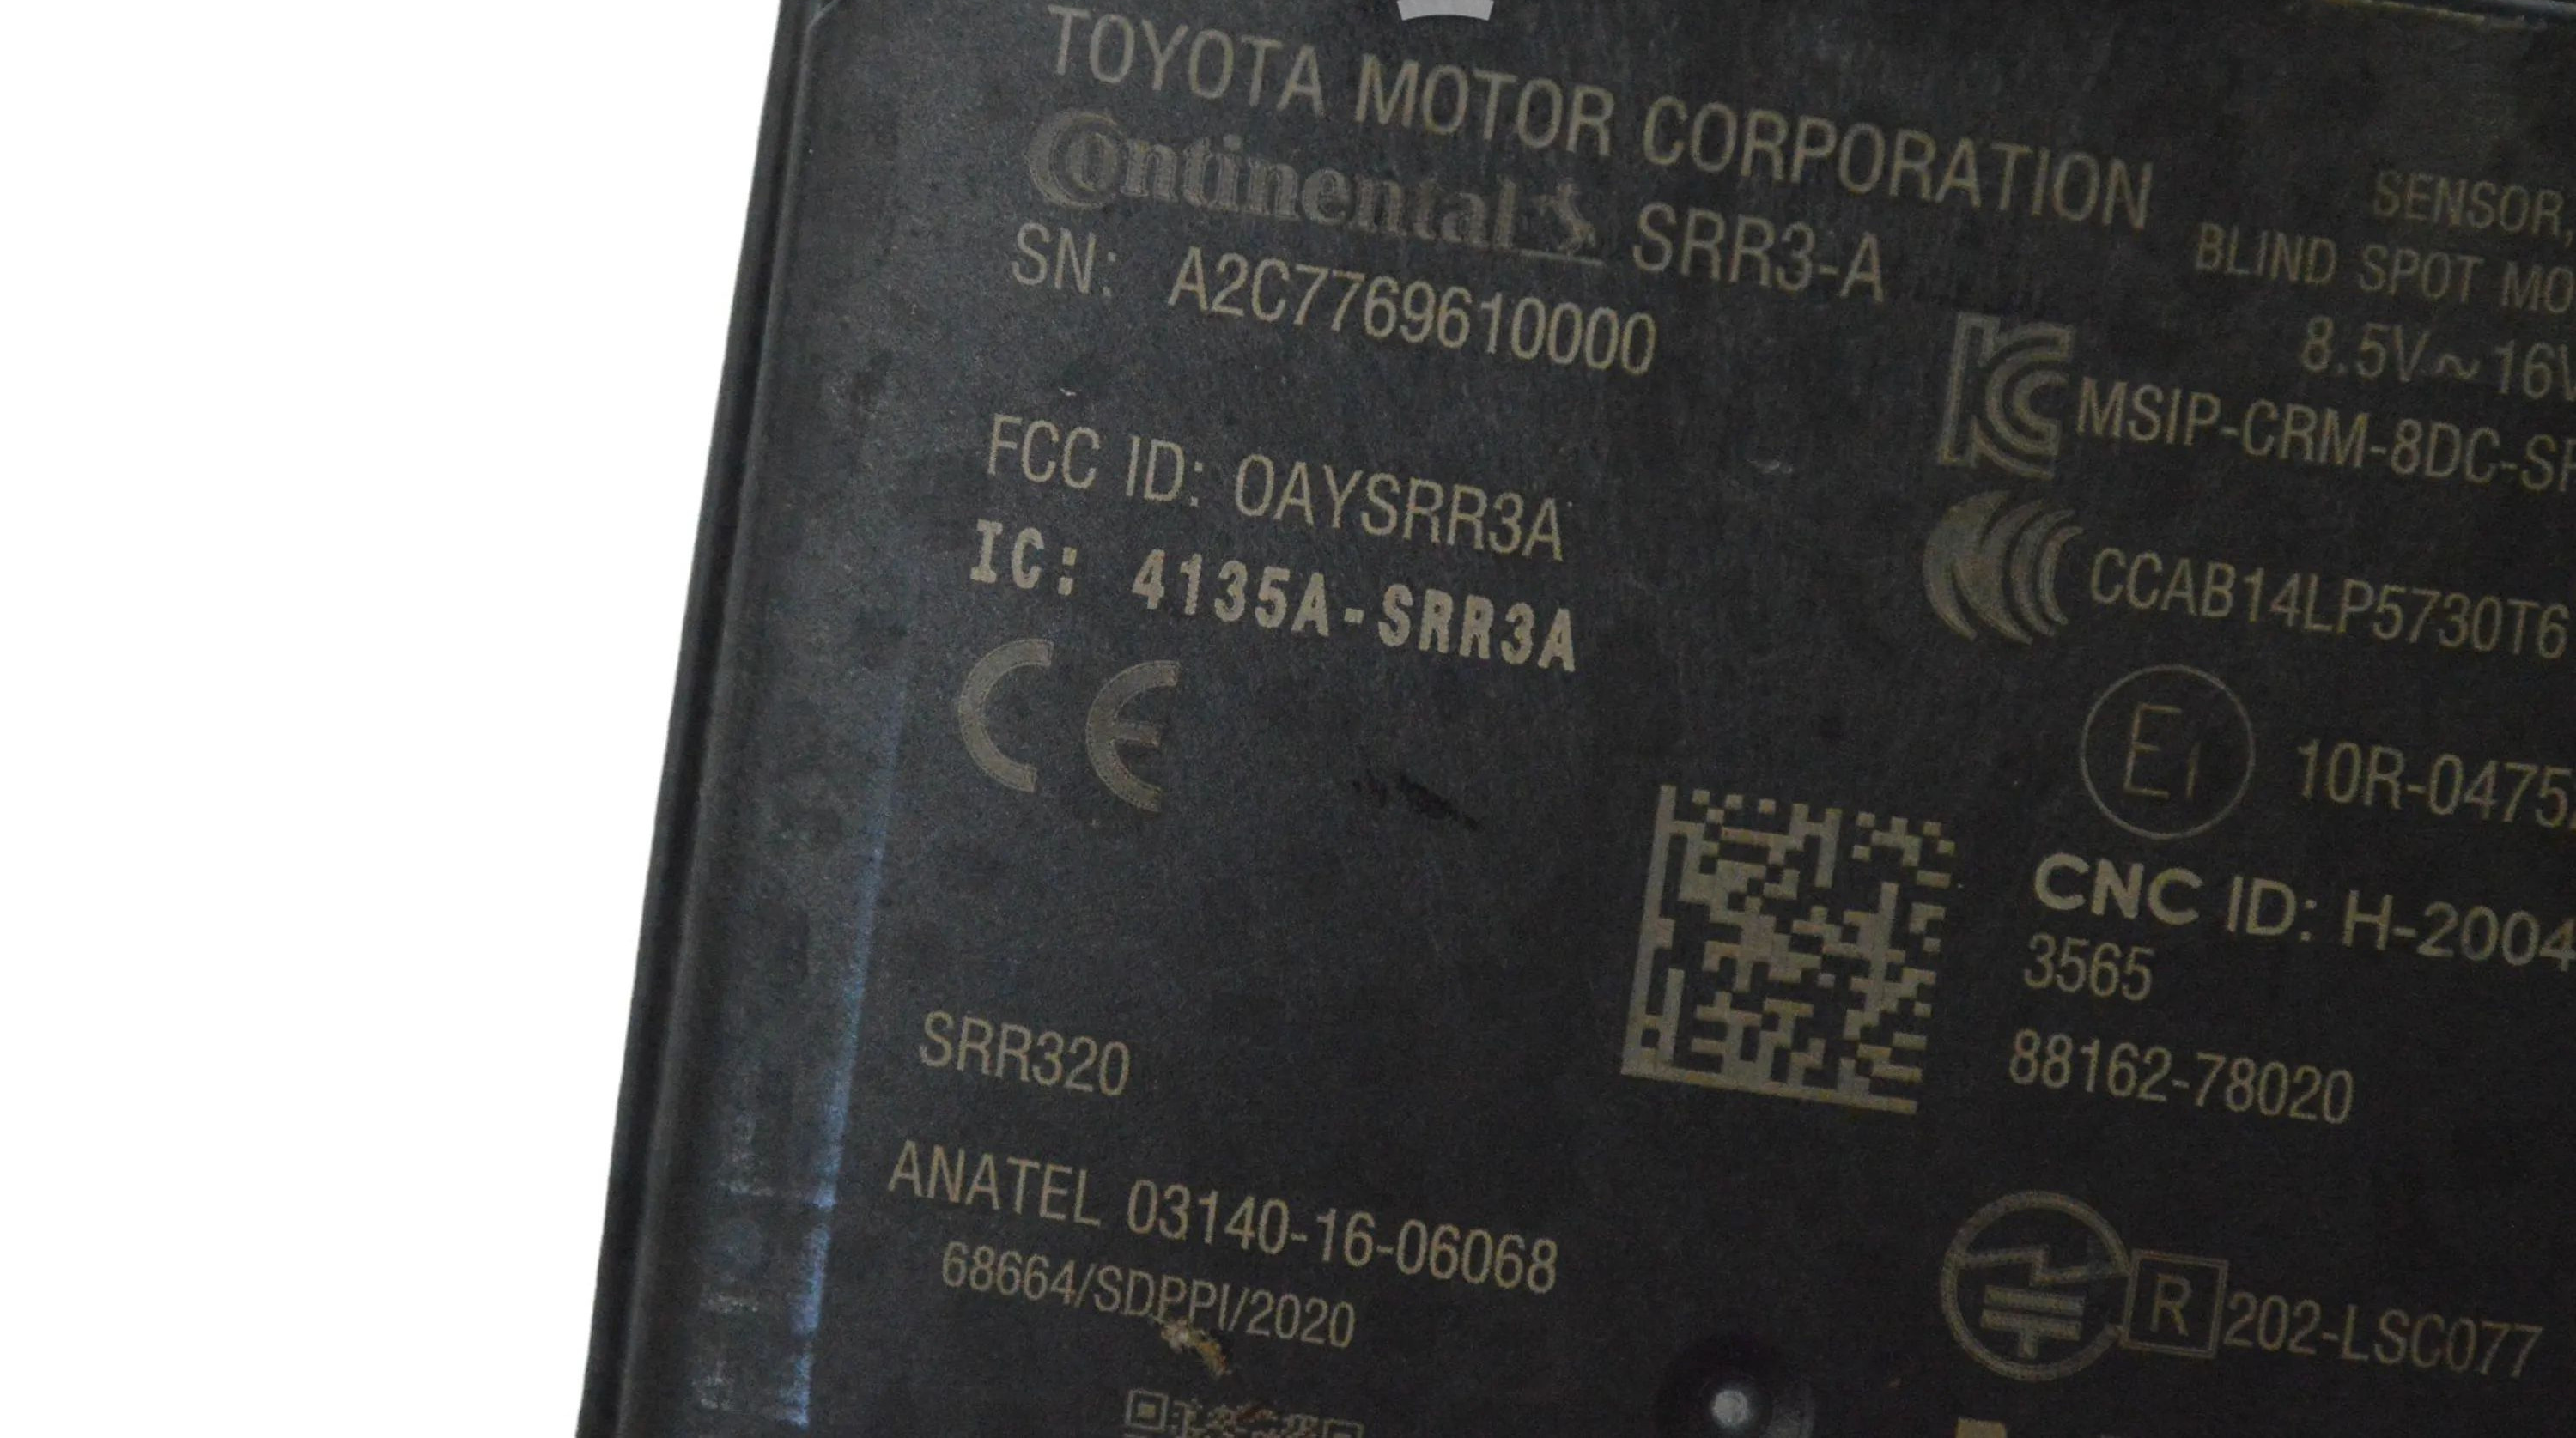 TOYOTA MOTOR CORPORATION
Continental SRR3-A
SN: A2C7769610000
FCC ID: OAYSRR3A
IC: 4135A-SRR3A
CE
SRR320
ANATEL 03140-16-06068
68664/SDPPI/2020
SENSOR,
BLIND SPOT MO
8.5V~16V
MSIP-CRM-8DC-SR
CCAB14LP5730T6
E1 10R-0475
CNC ID: H-2004
3565
88162-78020
R 202-LSC077